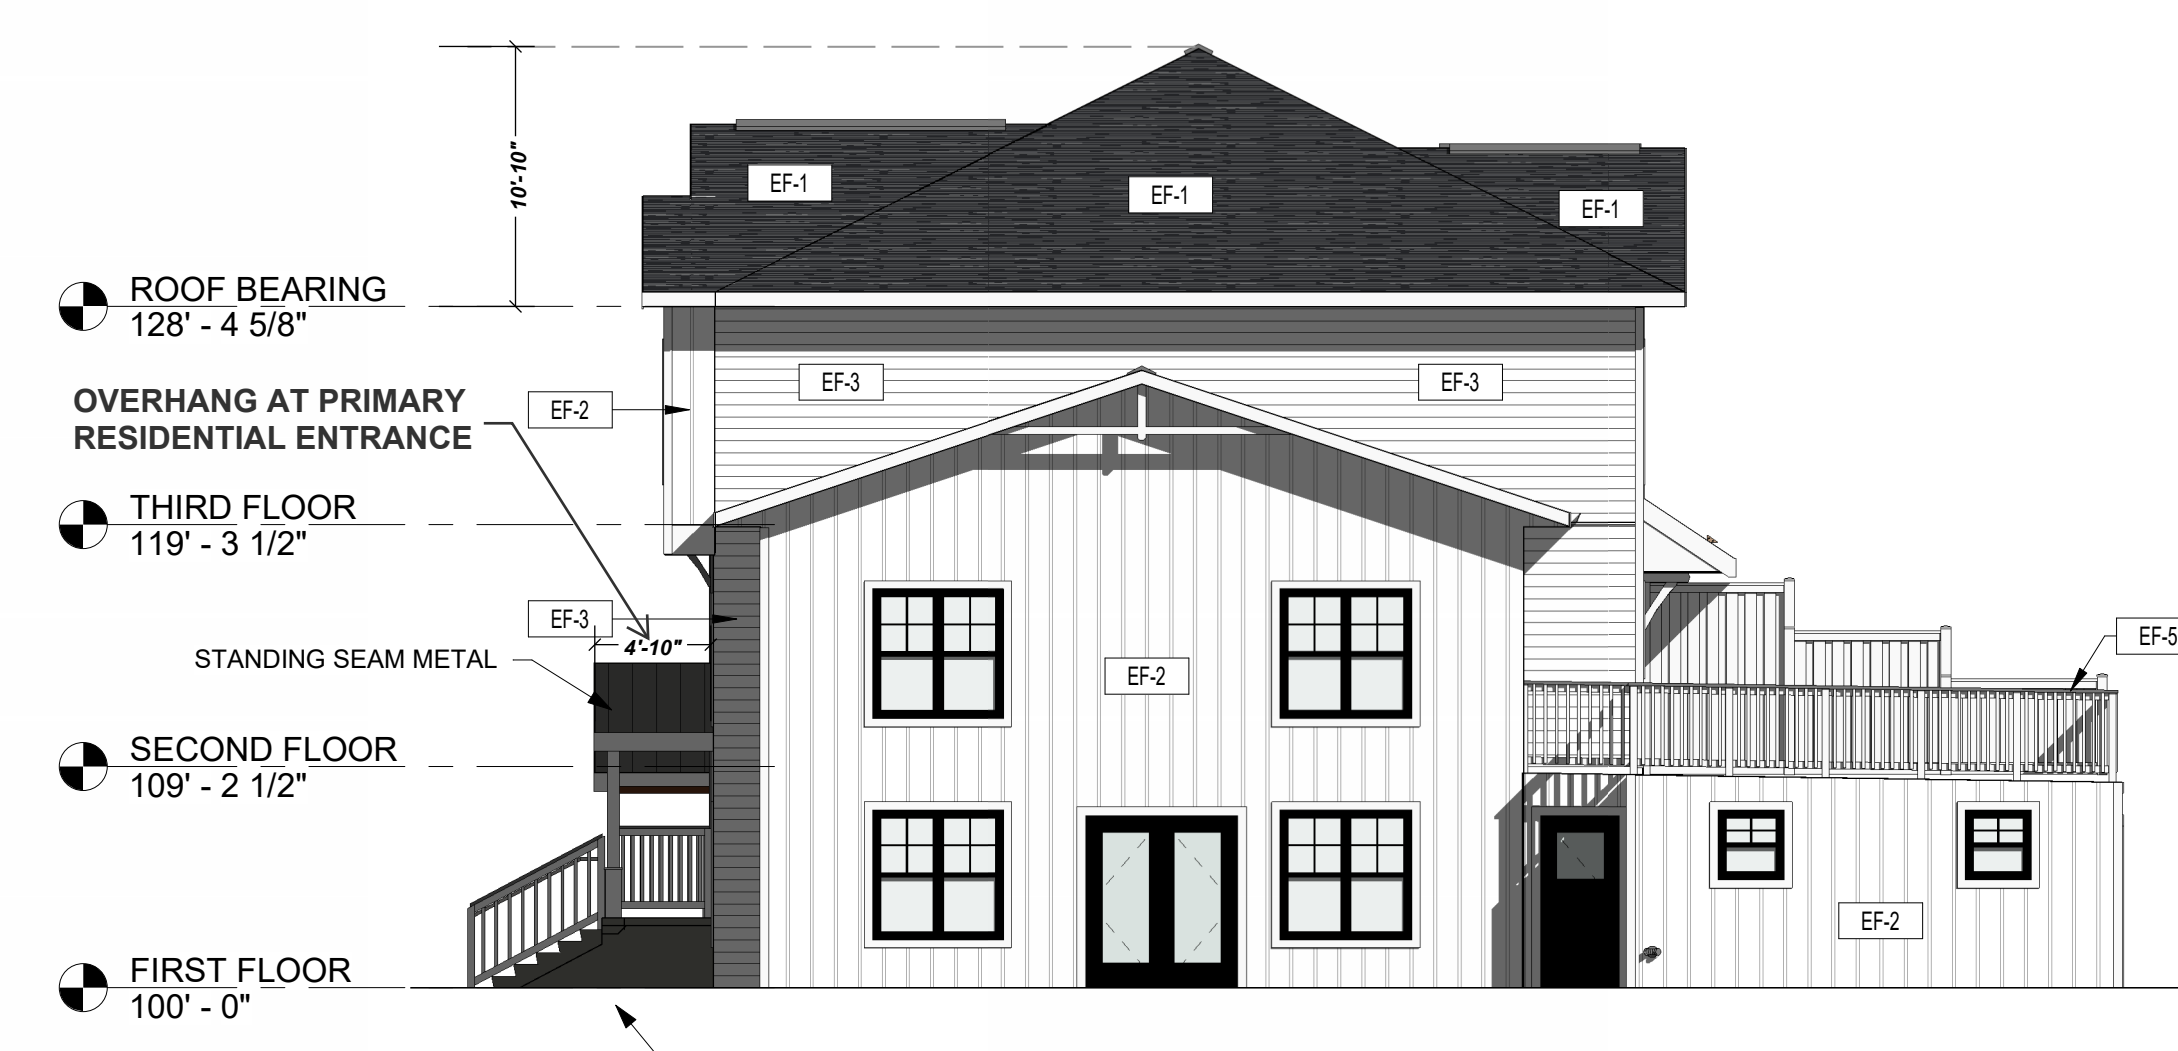 10'-10"
EF-1
EF-1
EF-1
ROOF BEARING
128' - 4 5/8"
OVERHANG AT PRIMARY
RESIDENTIAL ENTRANCE
EF-2
EF-3
EF-3
THIRD FLOOR
119' - 3 1/2"
EF-3
4'-10"
STANDING SEAM METAL
EF-2
EF-5
SECOND FLOOR
109' - 2 1/2"
EF-2
FIRST FLOOR
100' - 0"